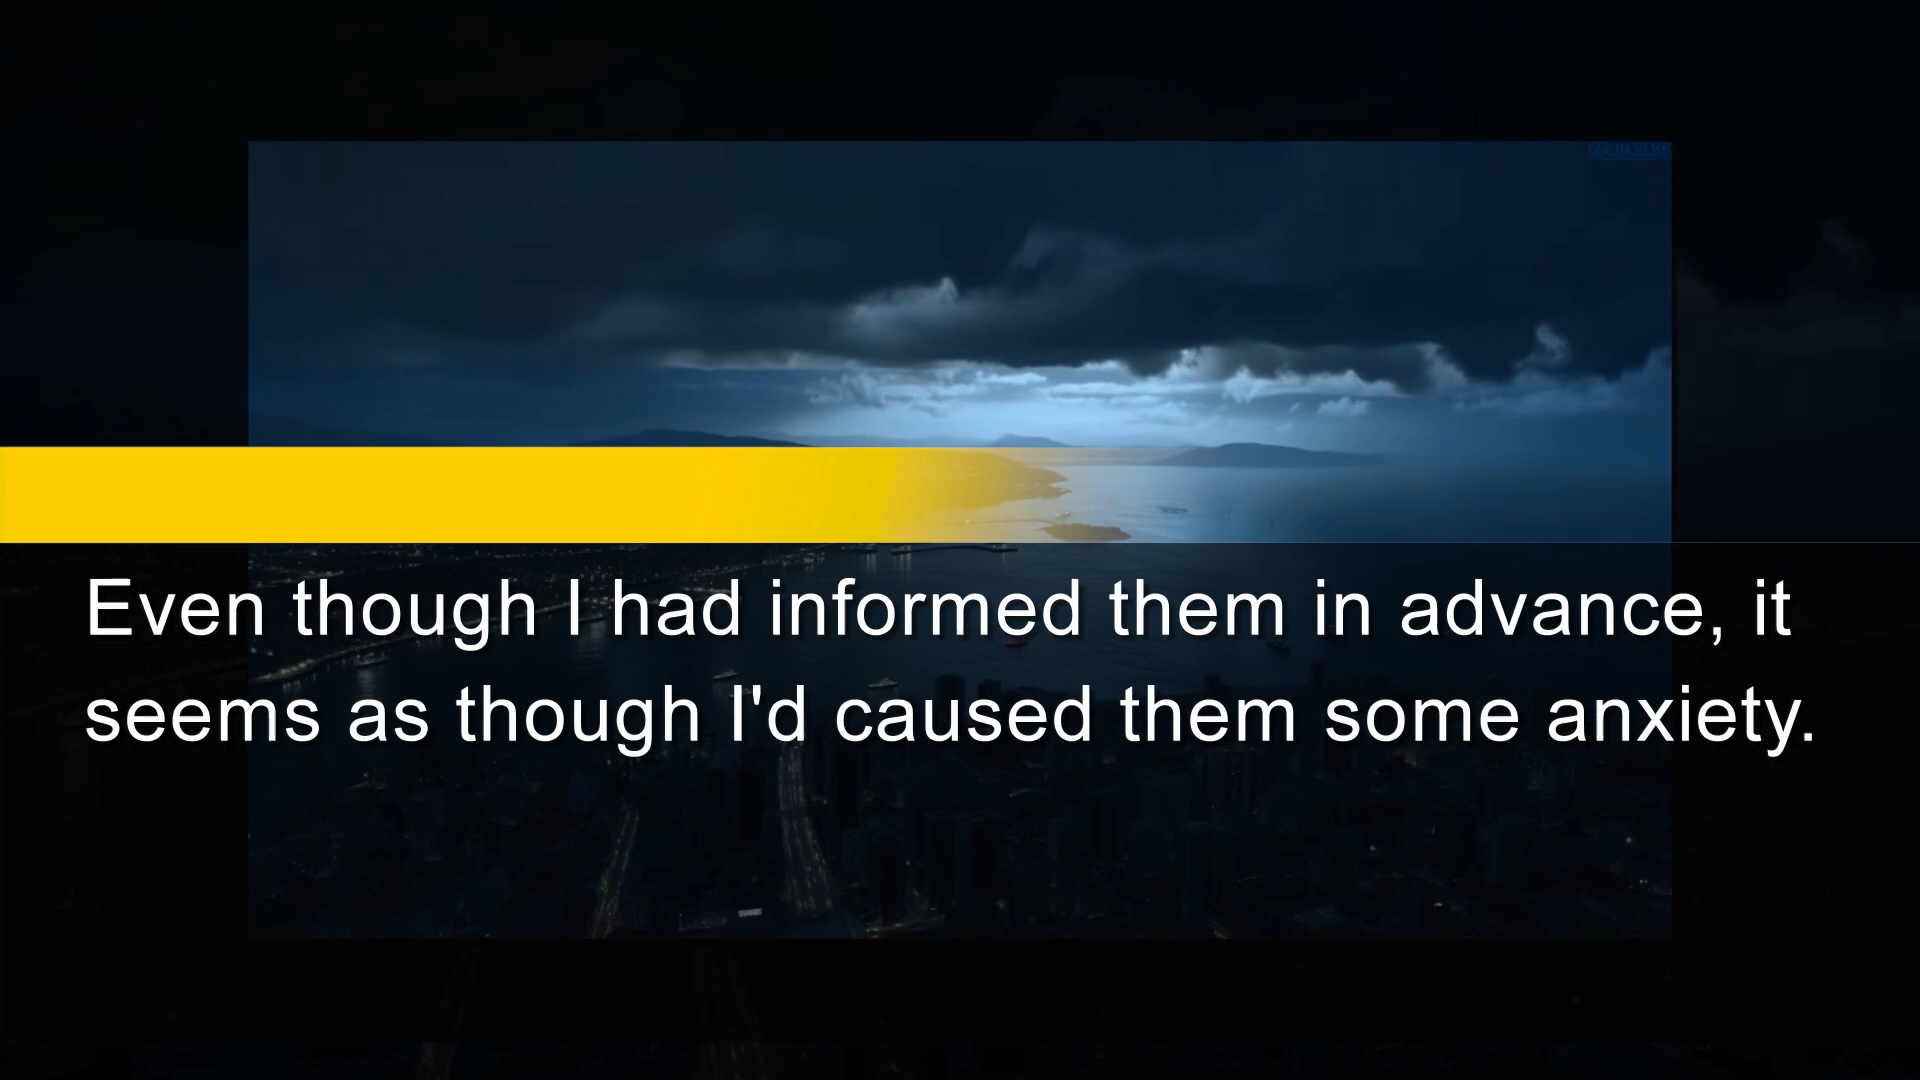 Even though I had informed them in advance, it
seems as though I'd caused them some anxiety.